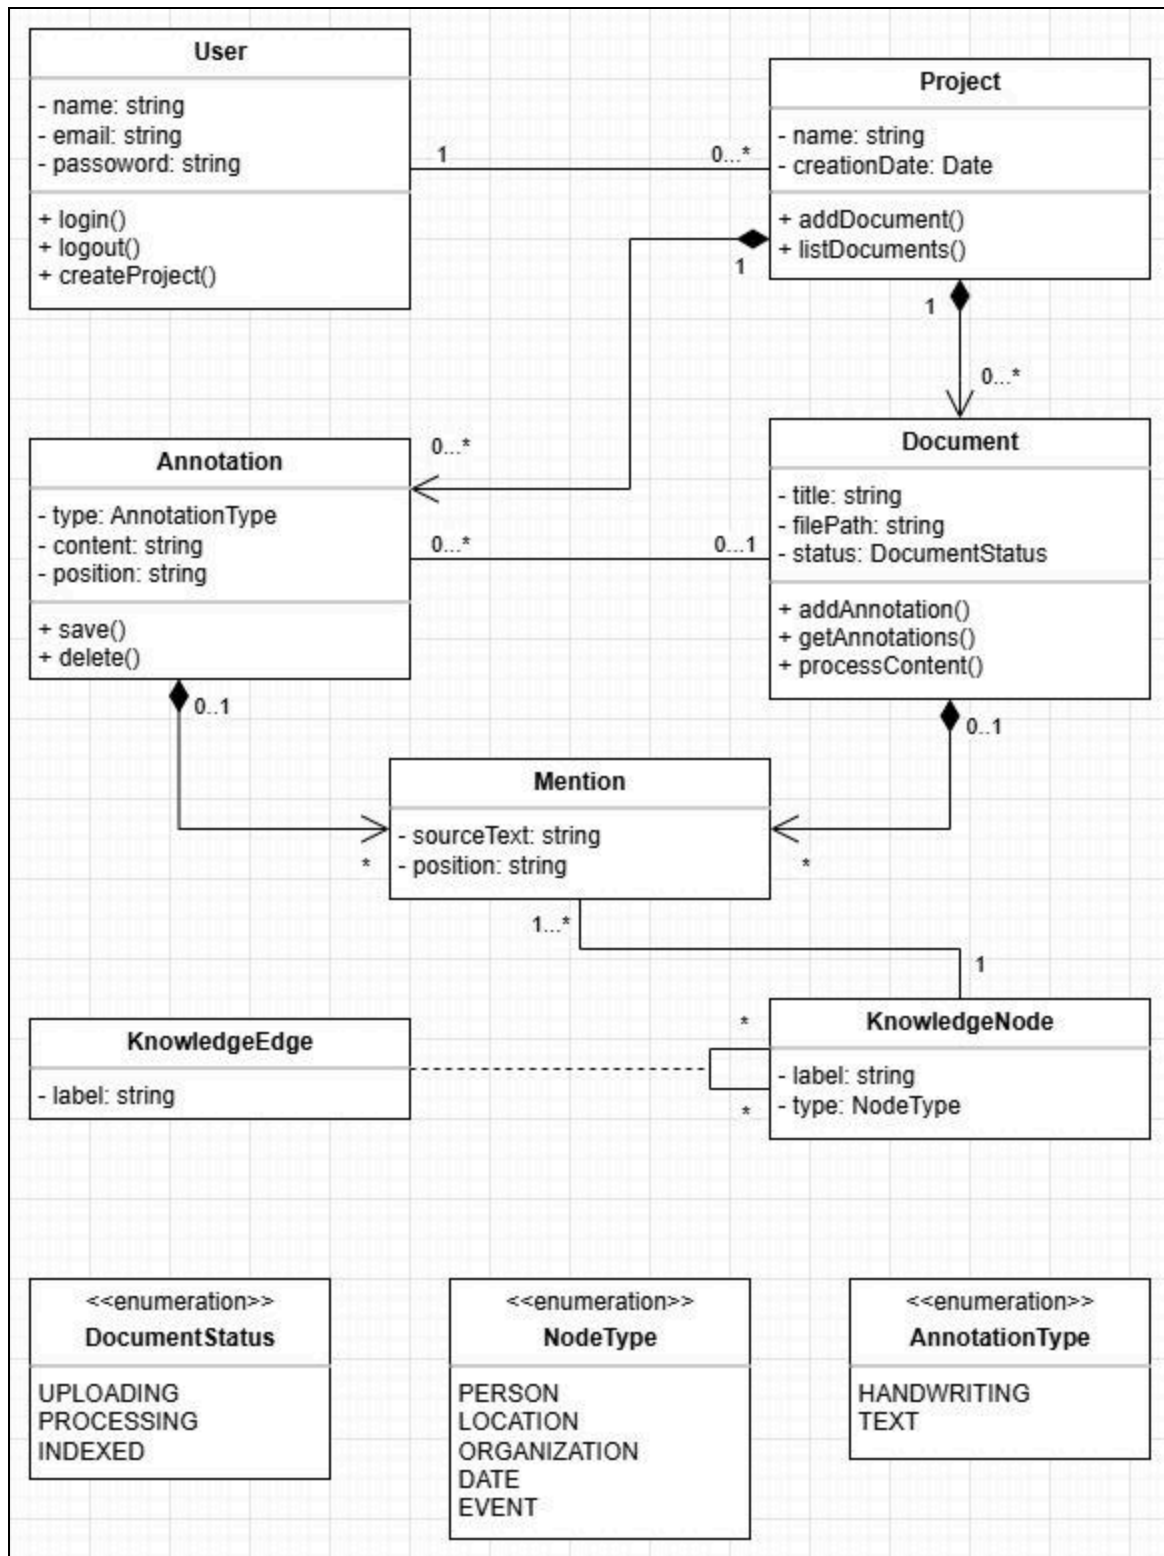 User
- name: string
- email: string
- passoword: string
+ login()
+ logout()
+ createProject()
1
0...*
Project
- name: string
- creationDate: Date
+ addDocument()
+ listDocuments()
1
1
0...*
0...*
Annotation
- type: AnnotationType
- content: string
- position: string
+ save()
+ delete()
0...*
0...1
Document
- title: string
- filePath: string
- status: DocumentStatus
+ addAnnotation()
+ getAnnotations()
+ processContent()
0..1
0..1
Mention
- sourceText: string
- position: string
*
*
1...*
1
KnowledgeEdge
- label: string
*
*
KnowledgeNode
- label: string
- type: NodeType
<<enumeration>>
DocumentStatus
UPLOADING
PROCESSING
INDEXED
<<enumeration>>
NodeType
PERSON
LOCATION
ORGANIZATION
DATE
EVENT
<<enumeration>>
AnnotationType
HANDWRITING
TEXT